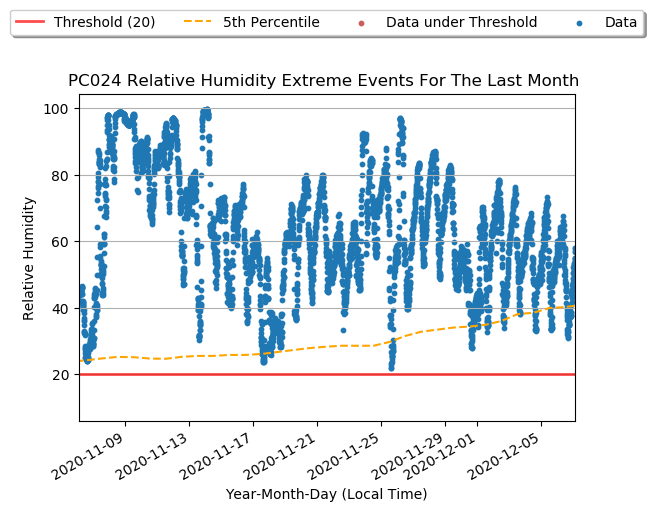 Threshold (20) 5th Percentile Data under Threshold Data
PC024 Relative Humidity Extreme Events For The Last Month
100
80
60
40
20
Relative Humidity
2020-11-09 2020-11-13 2020-11-17 2020-11-21 2020-11-25 2020-11-29 2020-12-01 2020-12-05
Year-Month-Day (Local Time)